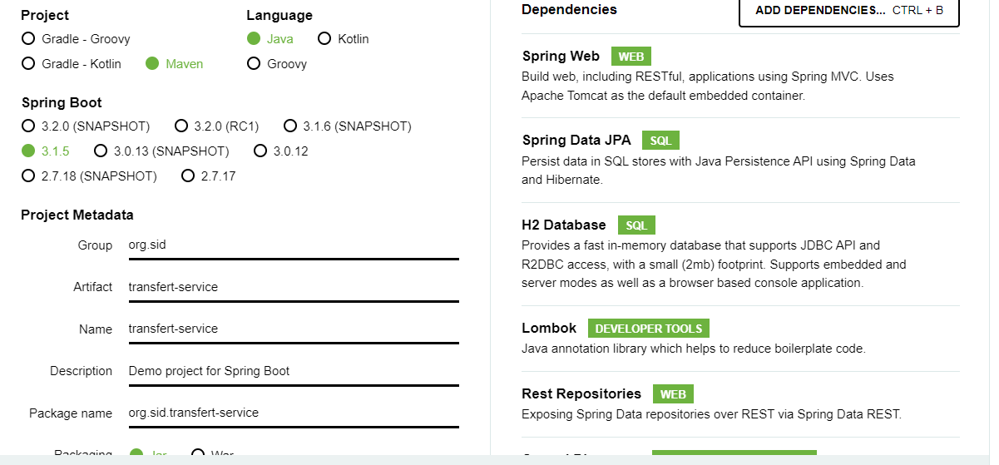 Project
Language
Gradle - Groovy
Java
Kotlin
Gradle - Kotlin
Maven
Groovy
Spring Boot
3.2.0 (SNAPSHOT)
3.2.0 (RC1)
3.1.6 (SNAPSHOT)
3.1.5
3.0.13 (SNAPSHOT)
3.0.12
2.7.18 (SNAPSHOT)
2.7.17
Project Metadata
Group
org.sid
Artifact
transfert-service
Name
transfert-service
Description
Demo project for Spring Boot
Package name
org.sid.transfert-service
Packaging
Jar
War
Dependencies
ADD DEPENDENCIES... CTRL + B
Spring Web WEB
Build web, including RESTful, applications using Spring MVC. Uses
Apache Tomcat as the default embedded container.
Spring Data JPA SQL
Persist data in SQL stores with Java Persistence API using Spring Data
and Hibernate.
H2 Database SQL
Provides a fast in-memory database that supports JDBC API and
R2DBC access, with a small (2mb) footprint. Supports embedded and
server modes as well as a browser based console application.
Lombok DEVELOPER TOOLS
Java annotation library which helps to reduce boilerplate code.
Rest Repositories WEB
Exposing Spring Data repositories over REST via Spring Data REST.